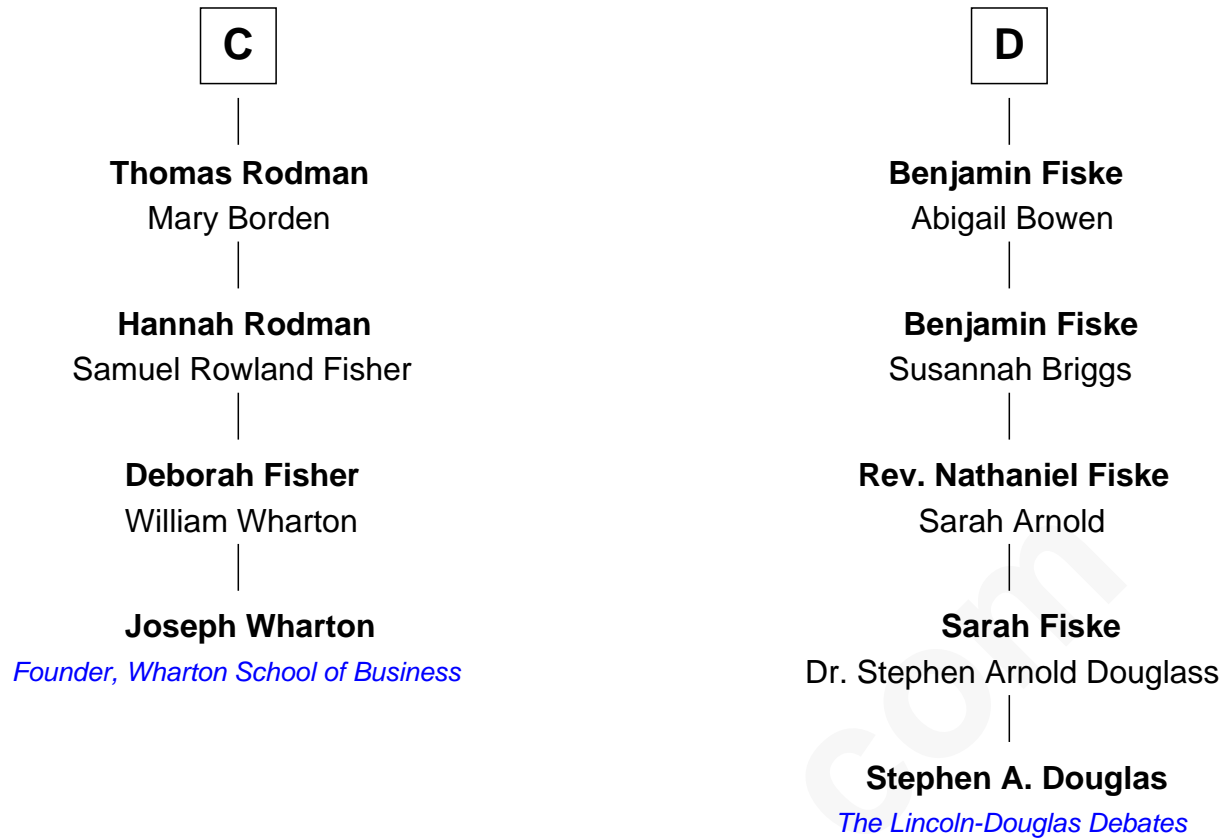 C
Thomas Rodman
Mary Borden
Hannah Rodman
Samuel Rowland Fisher
Deborah Fisher
William Wharton
Joseph Wharton
Founder, Wharton School of Business
D
Benjamin Fiske
Abigail Bowen
Benjamin Fiske
Susannah Briggs
Rev. Nathaniel Fiske
Sarah Arnold
Sarah Fiske
Dr. Stephen Arnold Douglass
Stephen A. Douglas
The Lincoln-Douglas Debates
com